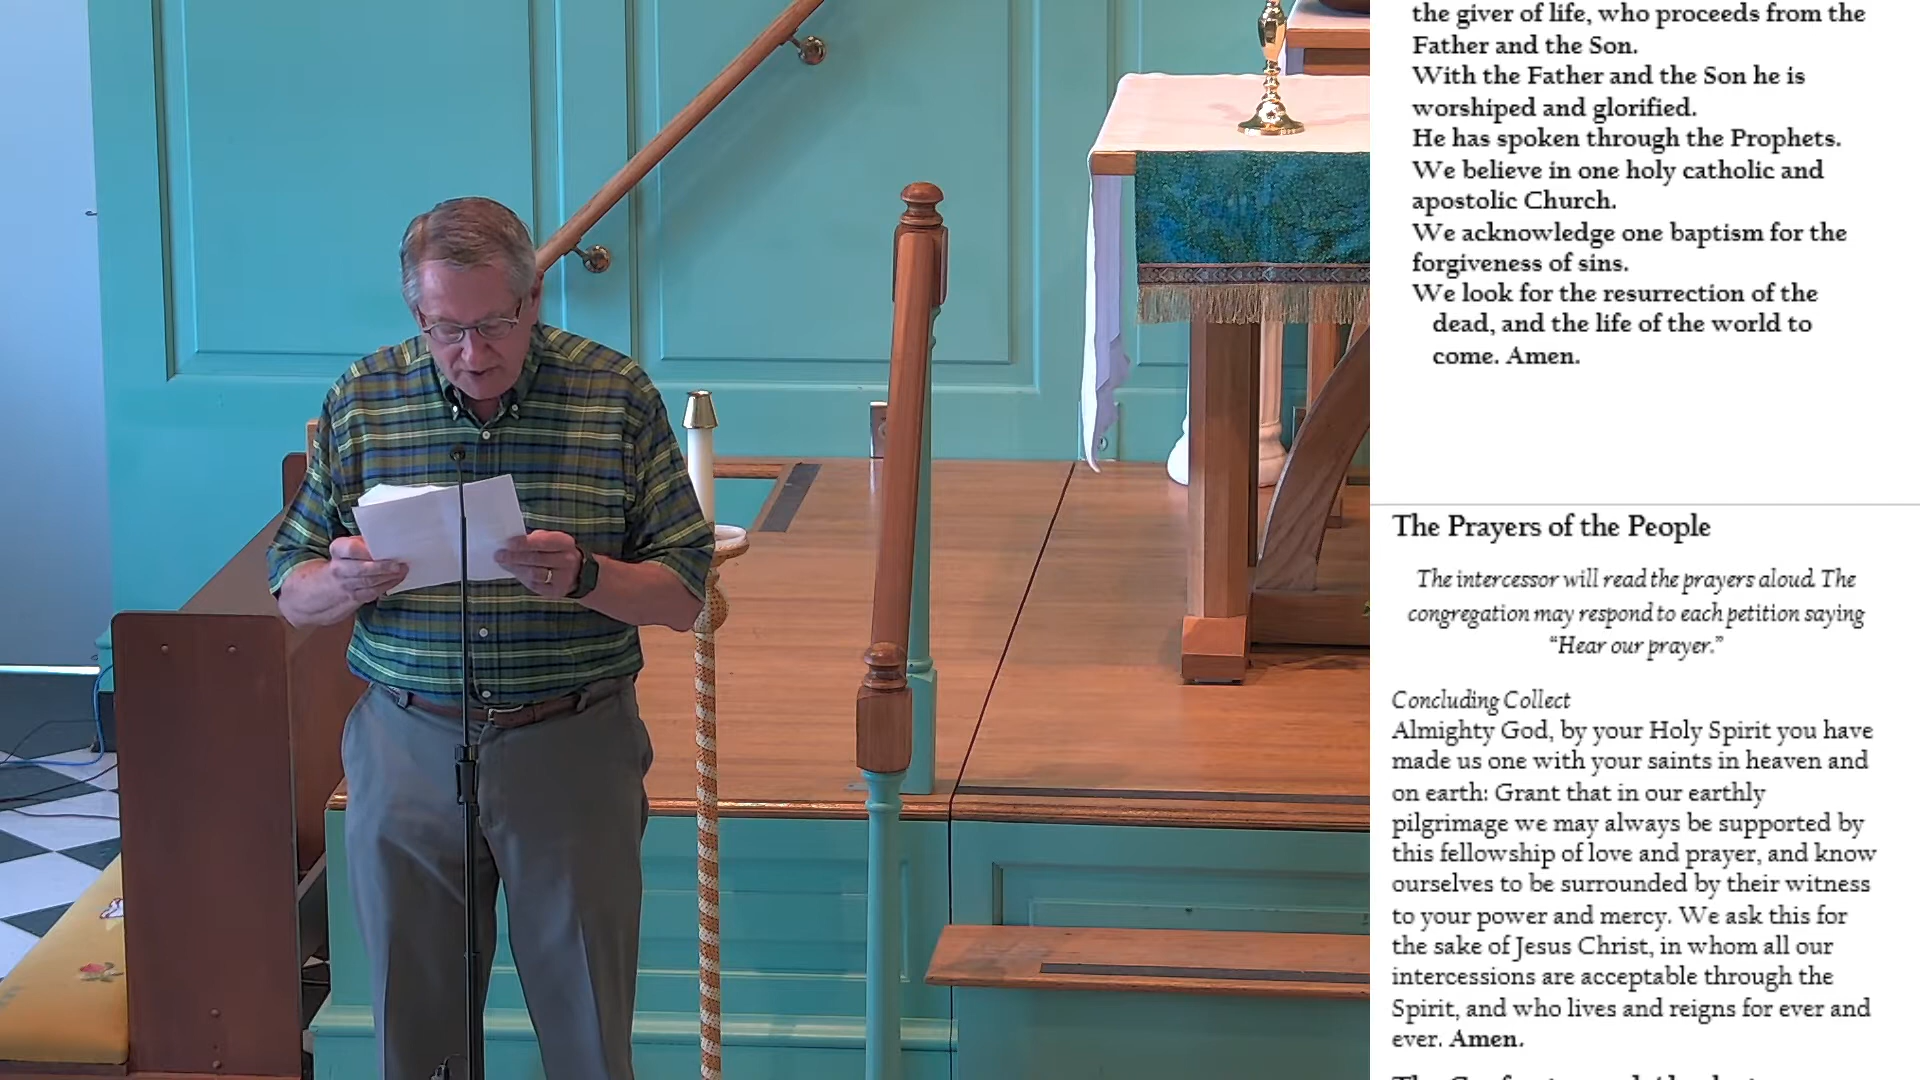 the giver of life, who proceeds from the
Father and the Son.
With the Father and the Son he is
worshiped and glorified.
He has spoken through the Prophets.
We believe in one holy catholic and
apostolic Church.
We acknowledge one baptism for the
forgiveness of sins.
We look for the resurrection of the
dead, and the life of the world to
come. Amen.
The Prayers of the People
The intercessor will read the prayers aloud. The
congregation may respond to each petition saying
“Hear our prayer.”
Concluding Collect
Almighty God, by your Holy Spirit you have
made us one with your saints in heaven and
on earth: Grant that in our earthly
pilgrimage we may always be supported by
this fellowship of love and prayer, and know
ourselves to be surrounded by their witness
to your power and mercy. We ask this for
the sake of Jesus Christ, in whom all our
intercessions are acceptable through the
Spirit, and who lives and reigns for ever and
ever. Amen.